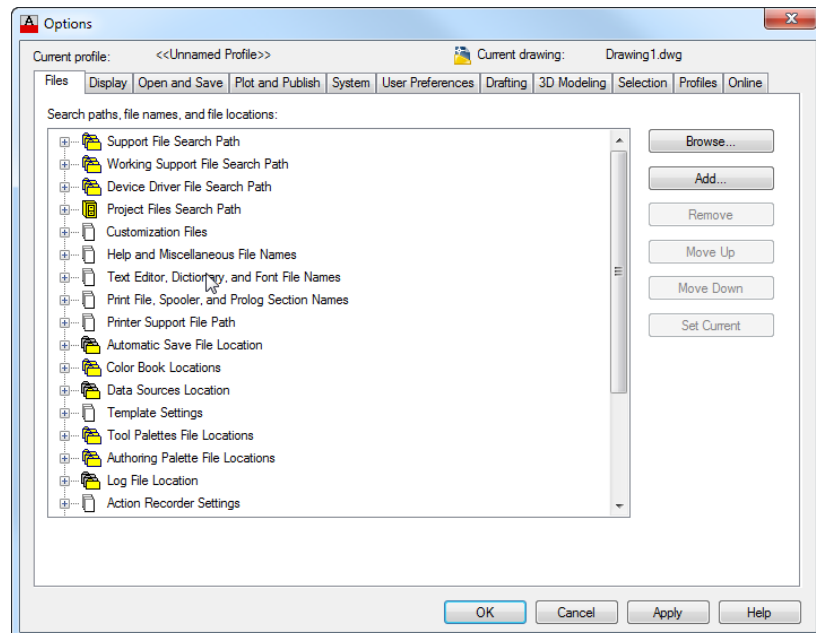 A Options
Current profile: <<Unnamed Profile>> Current drawing: Drawing1.dwg
Files Display Open and Save Plot and Publish System User Preferences Drafting 3D Modeling Selection Profiles Online
Search paths, file names, and file locations:
Support File Search Path
Working Support File Search Path
Device Driver File Search Path
Project Files Search Path
Customization Files
Help and Miscellaneous File Names
Text Editor, Dictionary, and Font File Names
Print File, Spooler, and Prolog Section Names
Printer Support File Path
Automatic Save File Location
Color Book Locations
Data Sources Location
Template Settings
Tool Palettes File Locations
Authoring Palette File Locations
Log File Location
Action Recorder Settings
Browse...
Add...
Remove
Move Up
Move Down
Set Current
OK Cancel Apply Help